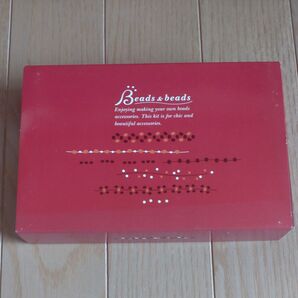 Beads & beads
Enjoying making your own beads
accessories. This kit is for chic and
beautiful accessories.